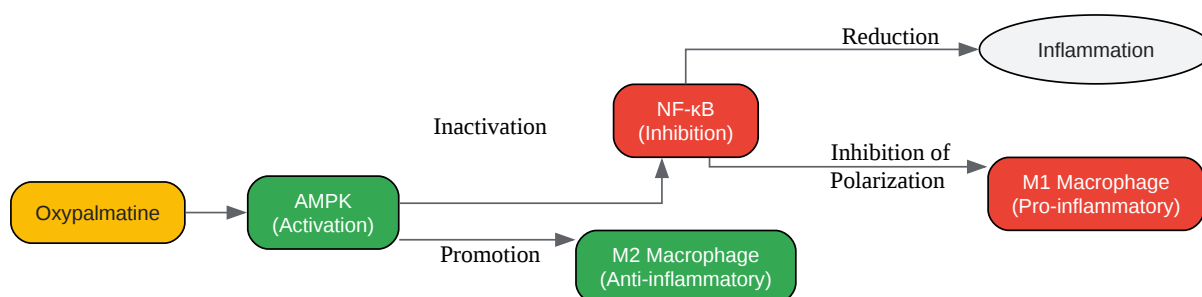 Reduction
Inflammation
NF-κB
(Inhibition)
Inactivation
Inhibition of
Polarization
M1 Macrophage
(Pro-inflammatory)
Oxypalmatine
AMPK
(Activation)
Promotion
M2 Macrophage
(Anti-inflammatory)